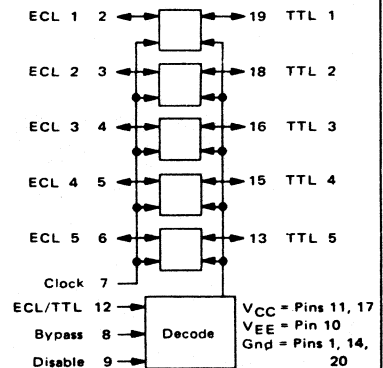 ECL 1 2 19 TTL 1
ECL 2 3 18 TTL 2
ECL 3 4 16 TTL 3
ECL 4 5 15 TTL 4
ECL 5 6 13 TTL 5
Clock 7
ECL/TTL 12
Bypass 8
Disable 9
Decode
VCC = Pins 11, 17
VEE = Pin 10
Gnd = Pins 1, 14,
20